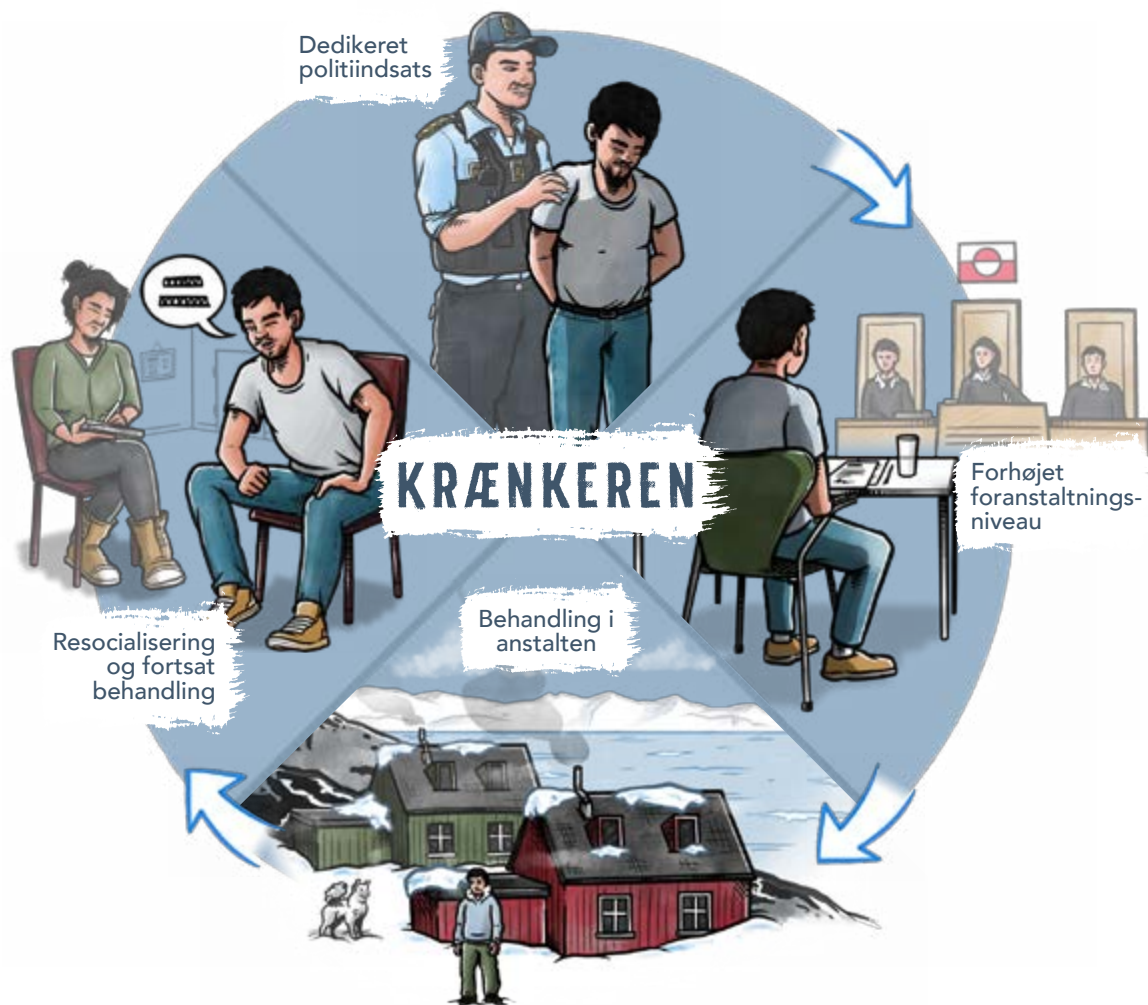 Dedikeret
politiindsats
KRÆNKEREN
Forhøjet
foranstaltnings-
niveau
Behandling i
anstalten
Resocialisering
og fortsat
behandling